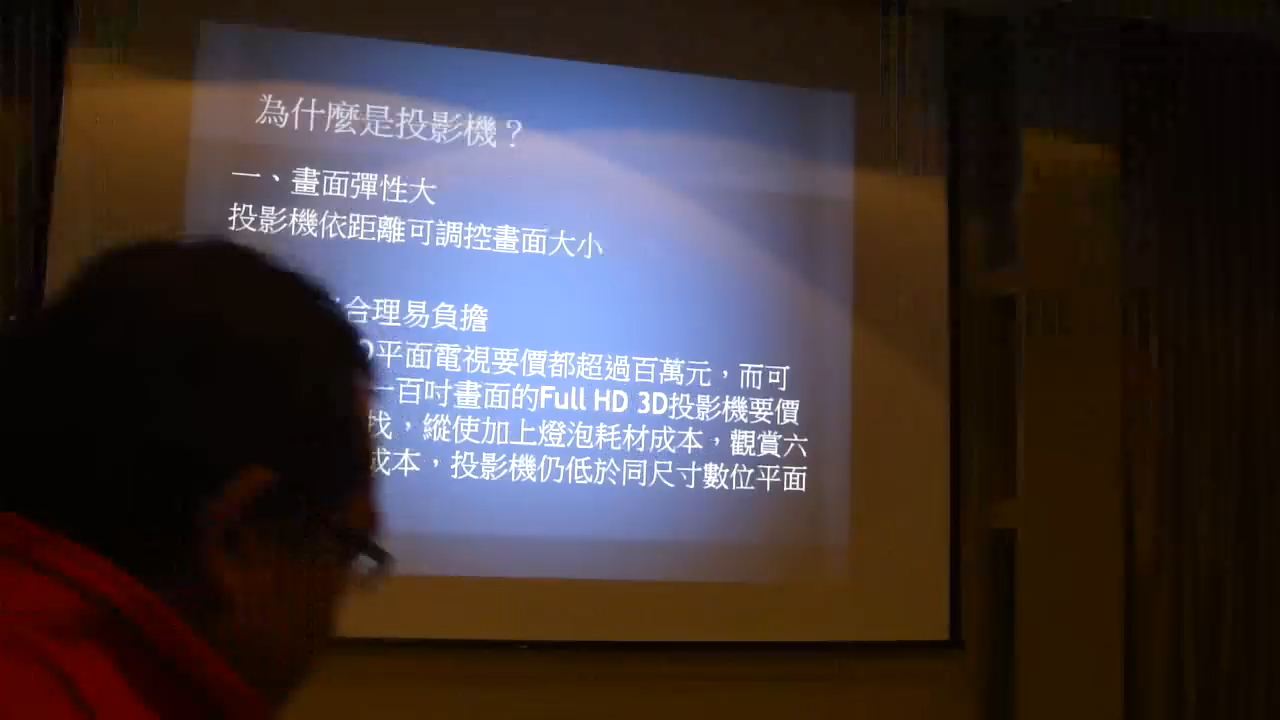 為什麼是投影機？
一、畫面彈性大
投影機依距離可調控畫面大小
合理易負擔
平面電視要價都超過百萬元，而可
一百吋畫面的Full HD 3D投影機要價
找，縱使加上燈泡耗材成本，觀賞六
成本，投影機仍低於同尺寸數位平面